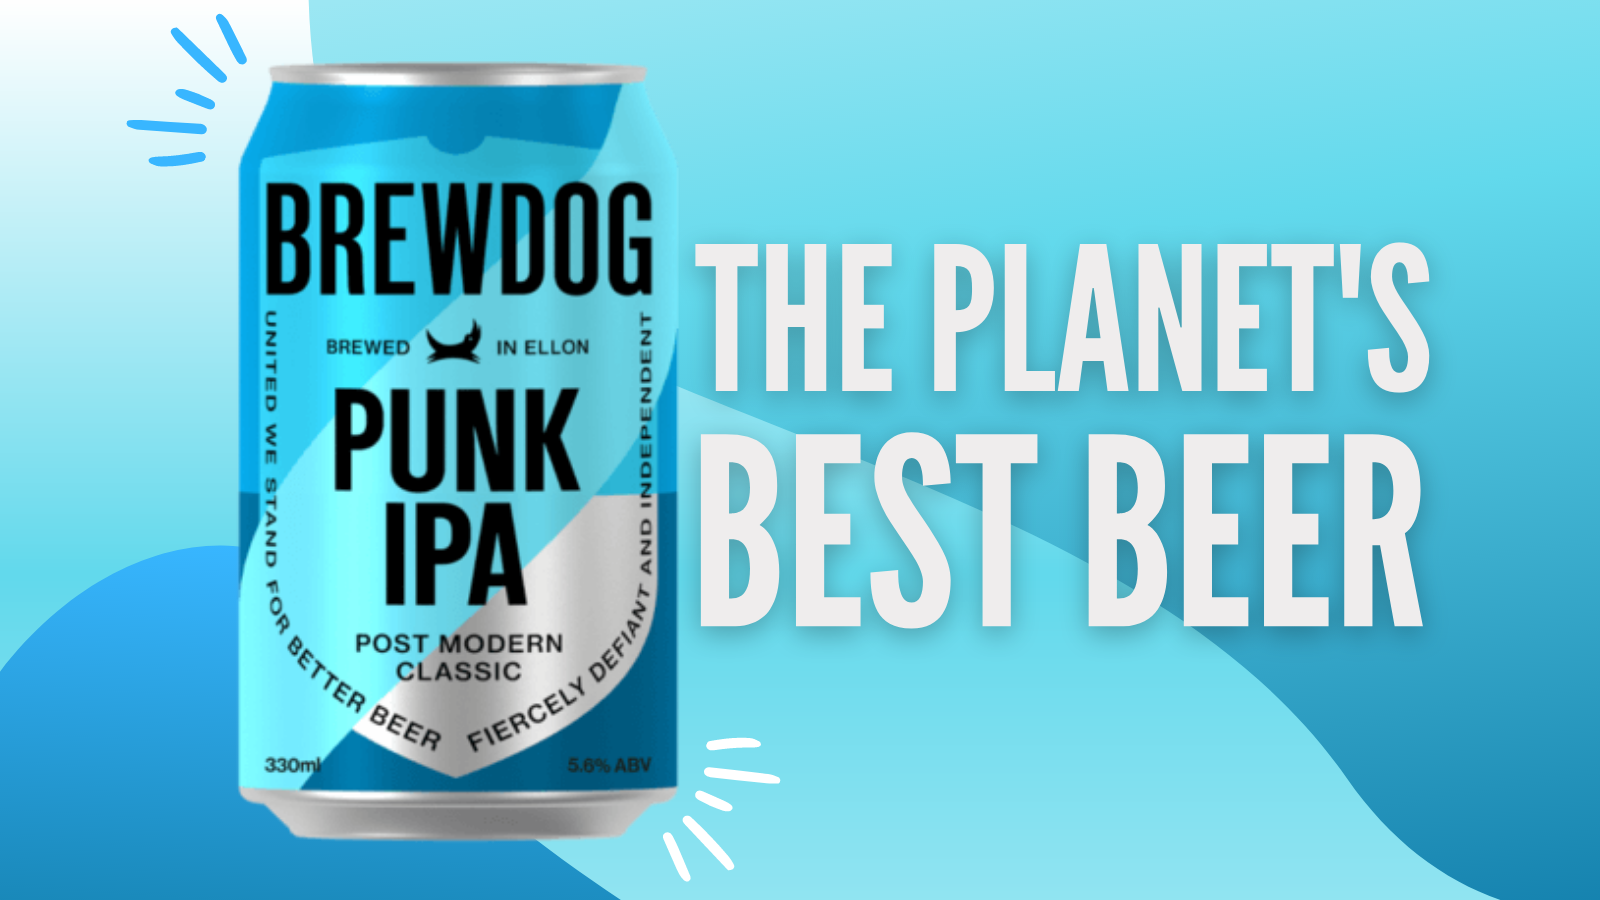 BREWDOG
BREWED IN ELLON
PUNK
IPA
POST MODERN
CLASSIC
UNITED WE STAND FOR BETTER BEER
FIERCELY DEFIANT AND INDEPENDENT
330ml
5.6% ABV
THE PLANET'S
BEST BEER